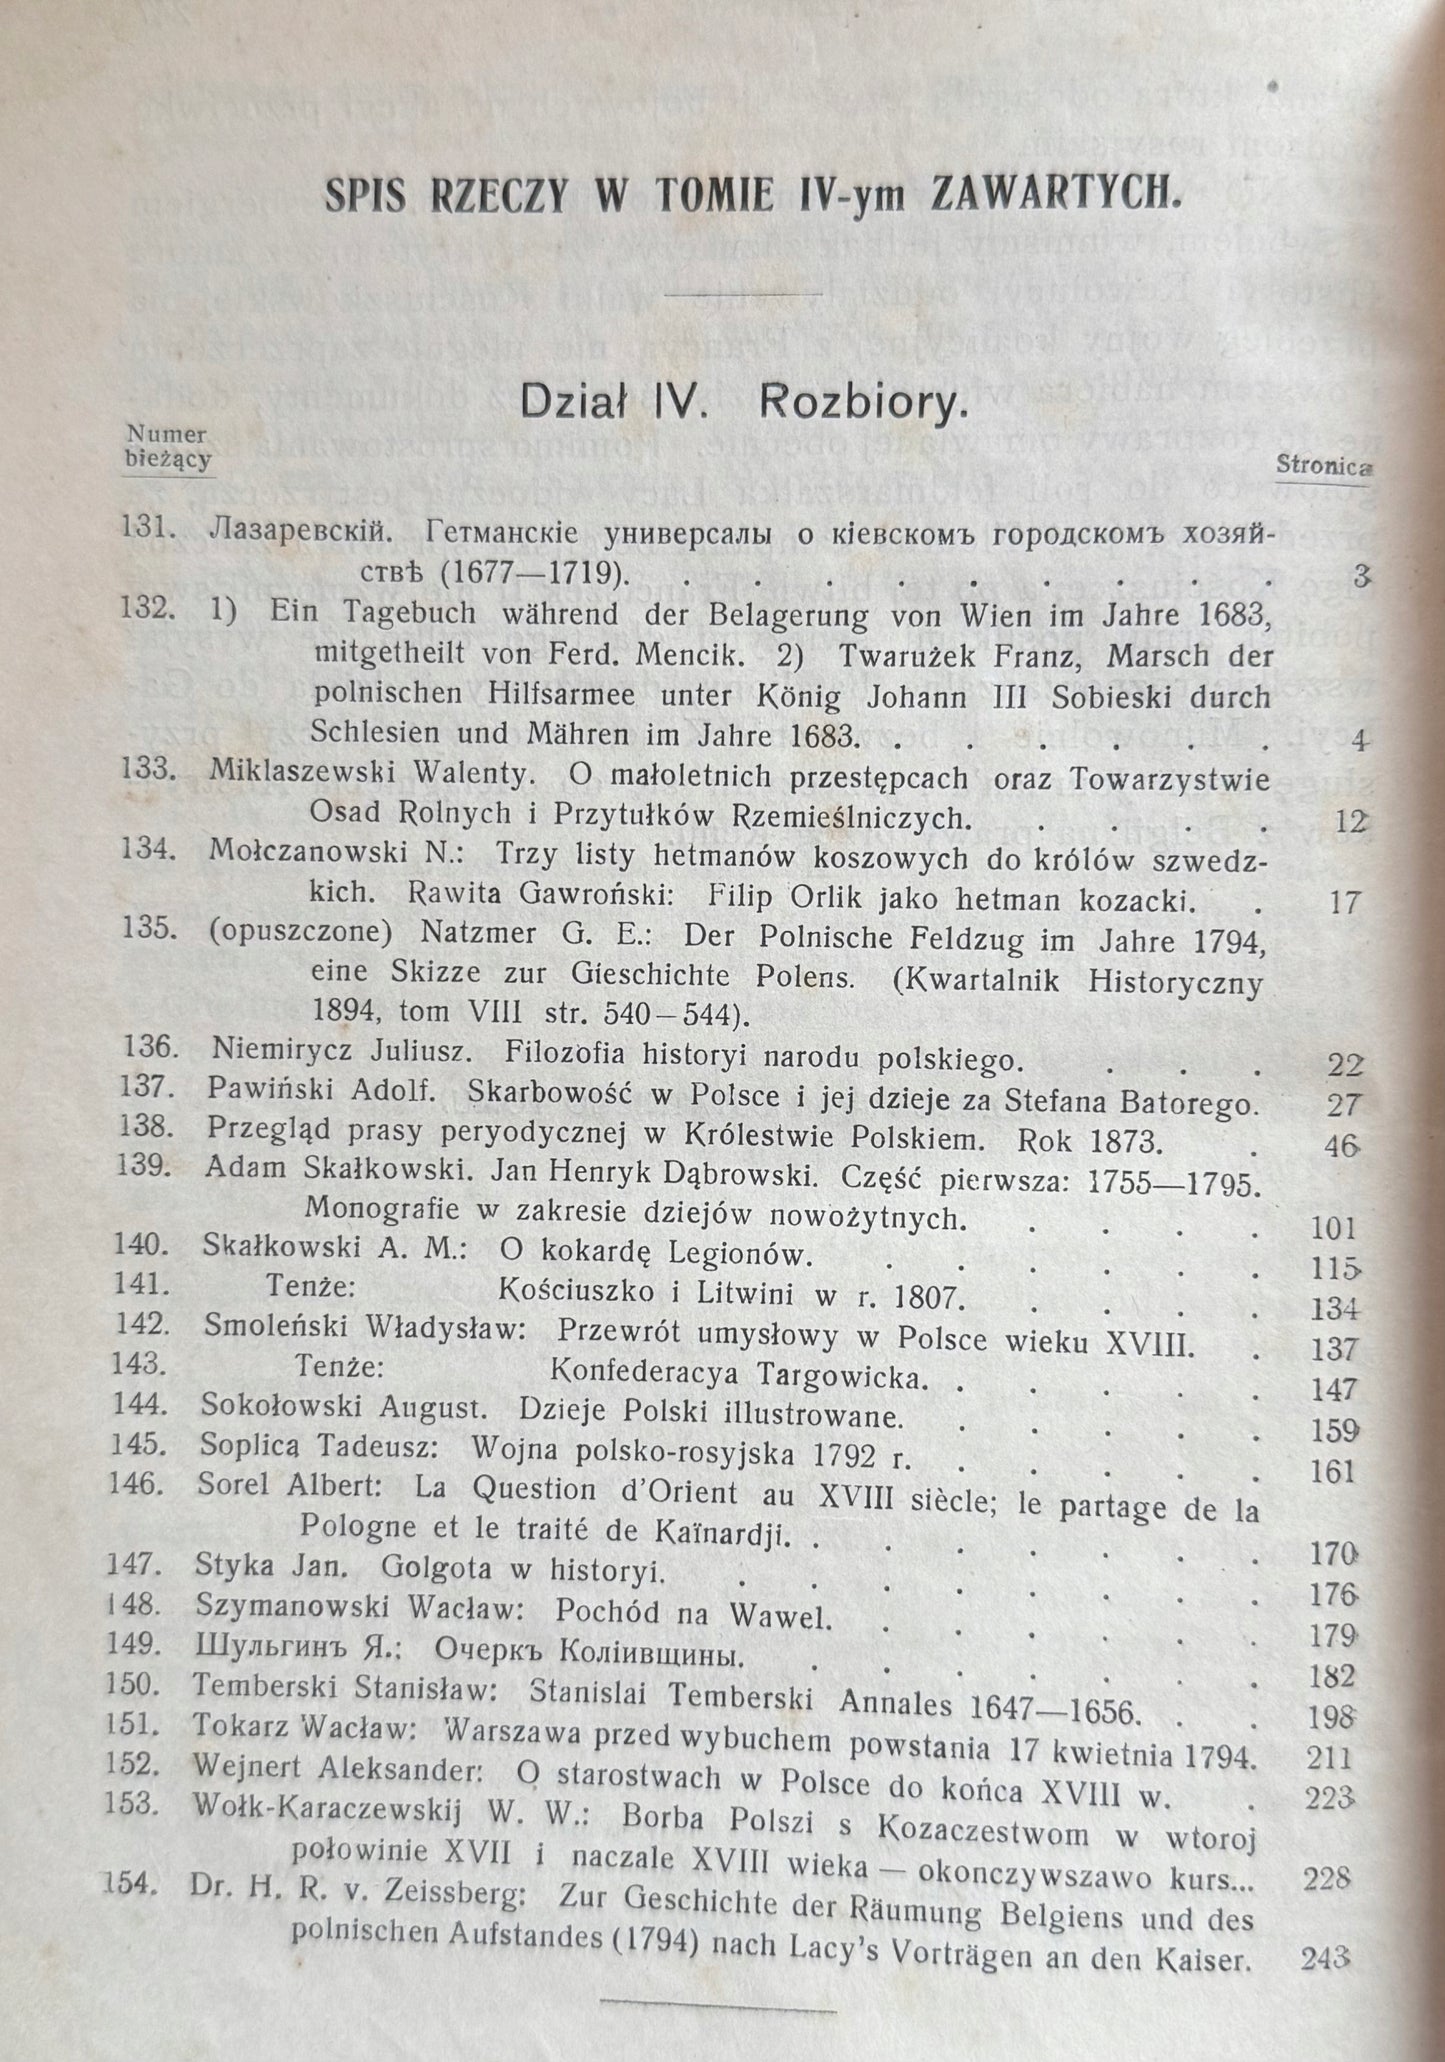 SPIS RZECZY W TOMIE IV-ym ZAWARTYCH.
Dział IV. Rozbiory.
Numer
bieżący
Stronica
131. Лазаревскій. Гетманскіе универсалы о кіевскомъ городскомъ хозяй-
ствѣ (1677—1719). . . . . . . . . . 3
132. 1) Ein Tagebuch während der Belagerung von Wien im Jahre 1683,
mitgetheilt von Ferd. Mencik. 2) Twarużek Franz, Marsch der
polnischen Hilfsarmee unter König Johann III Sobieski durch
Schlesien und Mähren im Jahre 1683. . . . . . . 4
133. Miklaszewski Walenty. O małoletnich przestępcach oraz Towarzystwie
Osad Rolnych i Przytułków Rzemieślniczych. . . . . 12
134. Mołczanowski N.: Trzy listy hetmanów koszowych do królów szwedz-
kich. Rawita Gawroński: Filip Orlik jako hetman kozacki. . 17
135. (opuszczone) Natzmer G. E.: Der Polnische Feldzug im Jahre 1794,
eine Skizze zur Gieschichte Polens. (Kwartalnik Historyczny
1894, tom VIII str. 540—544).
136. Niemirycz Juliusz. Filozofia historyi narodu polskiego. . . . 22
137. Pawiński Adolf. Skarbowość w Polsce i jej dzieje za Stefana Batorego. 27
138. Przegląd prasy peryodycznej w Królestwie Polskiem. Rok 1873. . 46
139. Adam Skałkowski. Jan Henryk Dąbrowski. Część pierwsza: 1755—1795.
Monografie w zakresie dziejów nowożytnych. . . . . 101
140. Skałkowski A. M.: O kokardę Legionów. . . . . . . 115
141. Tenże: Kościuszko i Litwini w r. 1807. . . . . 134
142. Smoleński Władysław: Przewrót umysłowy w Polsce wieku XVIII. . 137
143. Tenże: Konfederacya Targowicka. . . . . . 147
144. Sokołowski August. Dzieje Polski illustrowane. . . . . . 159
145. Soplica Tadeusz: Wojna polsko-rosyjska 1792 r. . . . . . 161
146. Sorel Albert: La Question d'Orient au XVIII siècle; le partage de la
Pologne et le traité de Kaïnardji. . . . . . . . 170
147. Styka Jan. Golgota w historyi. . . . . . . . . 176
148. Szymanowski Wacław: Pochód na Wawel. . . . . . . 179
149. Шульгинъ Я.: Очеркъ Коліивщины. . . . . . . . 182
150. Temberski Stanisław: Stanislai Temberski Annales 1647—1656. . . 198
151. Tokarz Wacław: Warszawa przed wybuchem powstania 17 kwietnia 1794. 211
152. Wejnert Aleksander: O starostwach w Polsce do końca XVIII w. . 223
153. Wołk-Karaczewskij W. W.: Borba Polszi s Kozaczestwom w wtoroj
połowinie XVII i naczale XVIII wieka — okonczywszawo kurs... 228
154. Dr. H. R. v. Zeissberg: Zur Geschichte der Räumung Belgiens und des
polnischen Aufstandes (1794) nach Lacy's Vorträgen an den Kaiser. 243